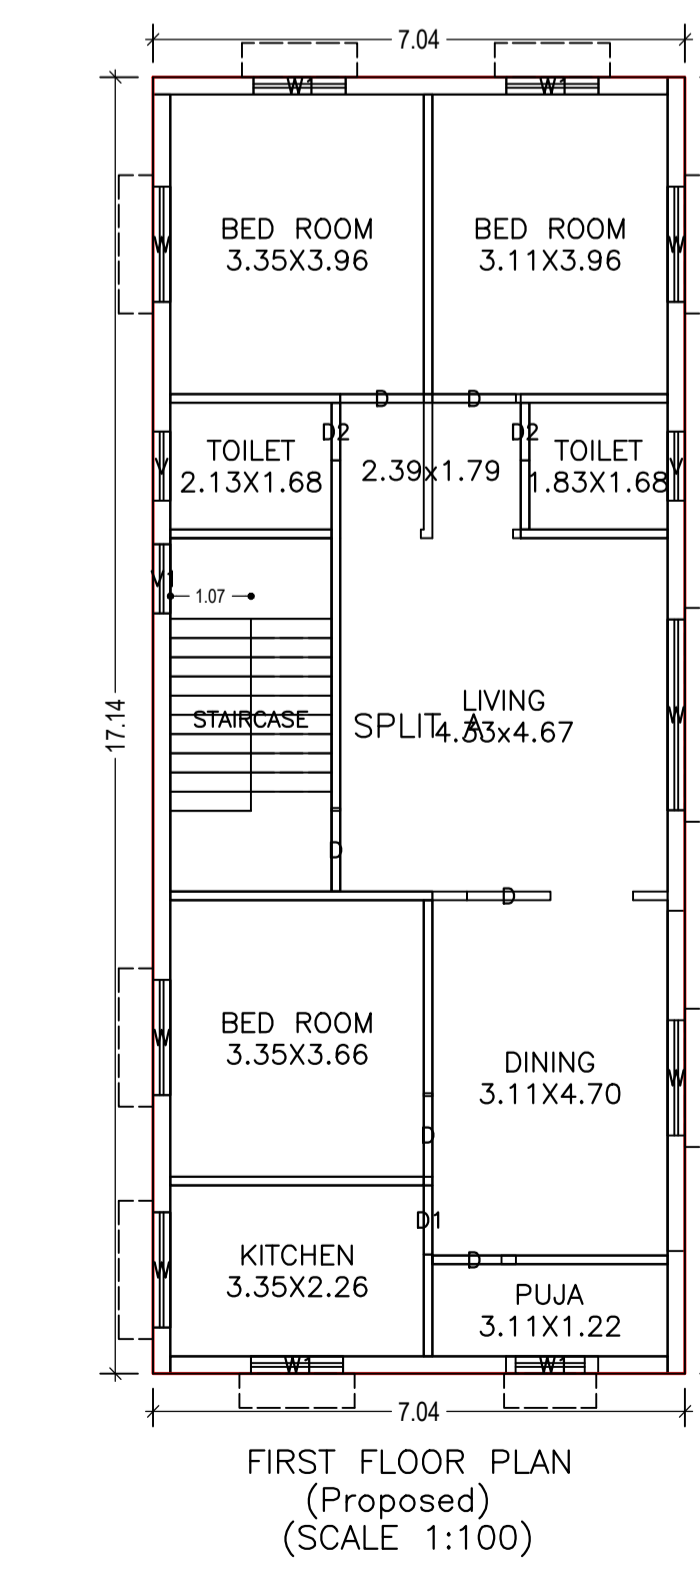 7.04
W1
W1
BED ROOM
3.35X3.96
BED ROOM
3.11X3.96
W
W
D
D
D2
D2
TOILET
2.13X1.68
2.39x1.79
TOILET
1.83X1.68
V
V
V1
1.07
STAIRCASE
SPLIT A
LIVING
4.33x4.67
W
17.14
D
D
BED ROOM
3.35X3.66
W
DINING
3.11X4.70
W
D
D1
KITCHEN
3.35X2.26
W
D
PUJA
3.11X1.22
W1
W1
7.04
FIRST FLOOR PLAN
(Proposed)
(SCALE 1:100)